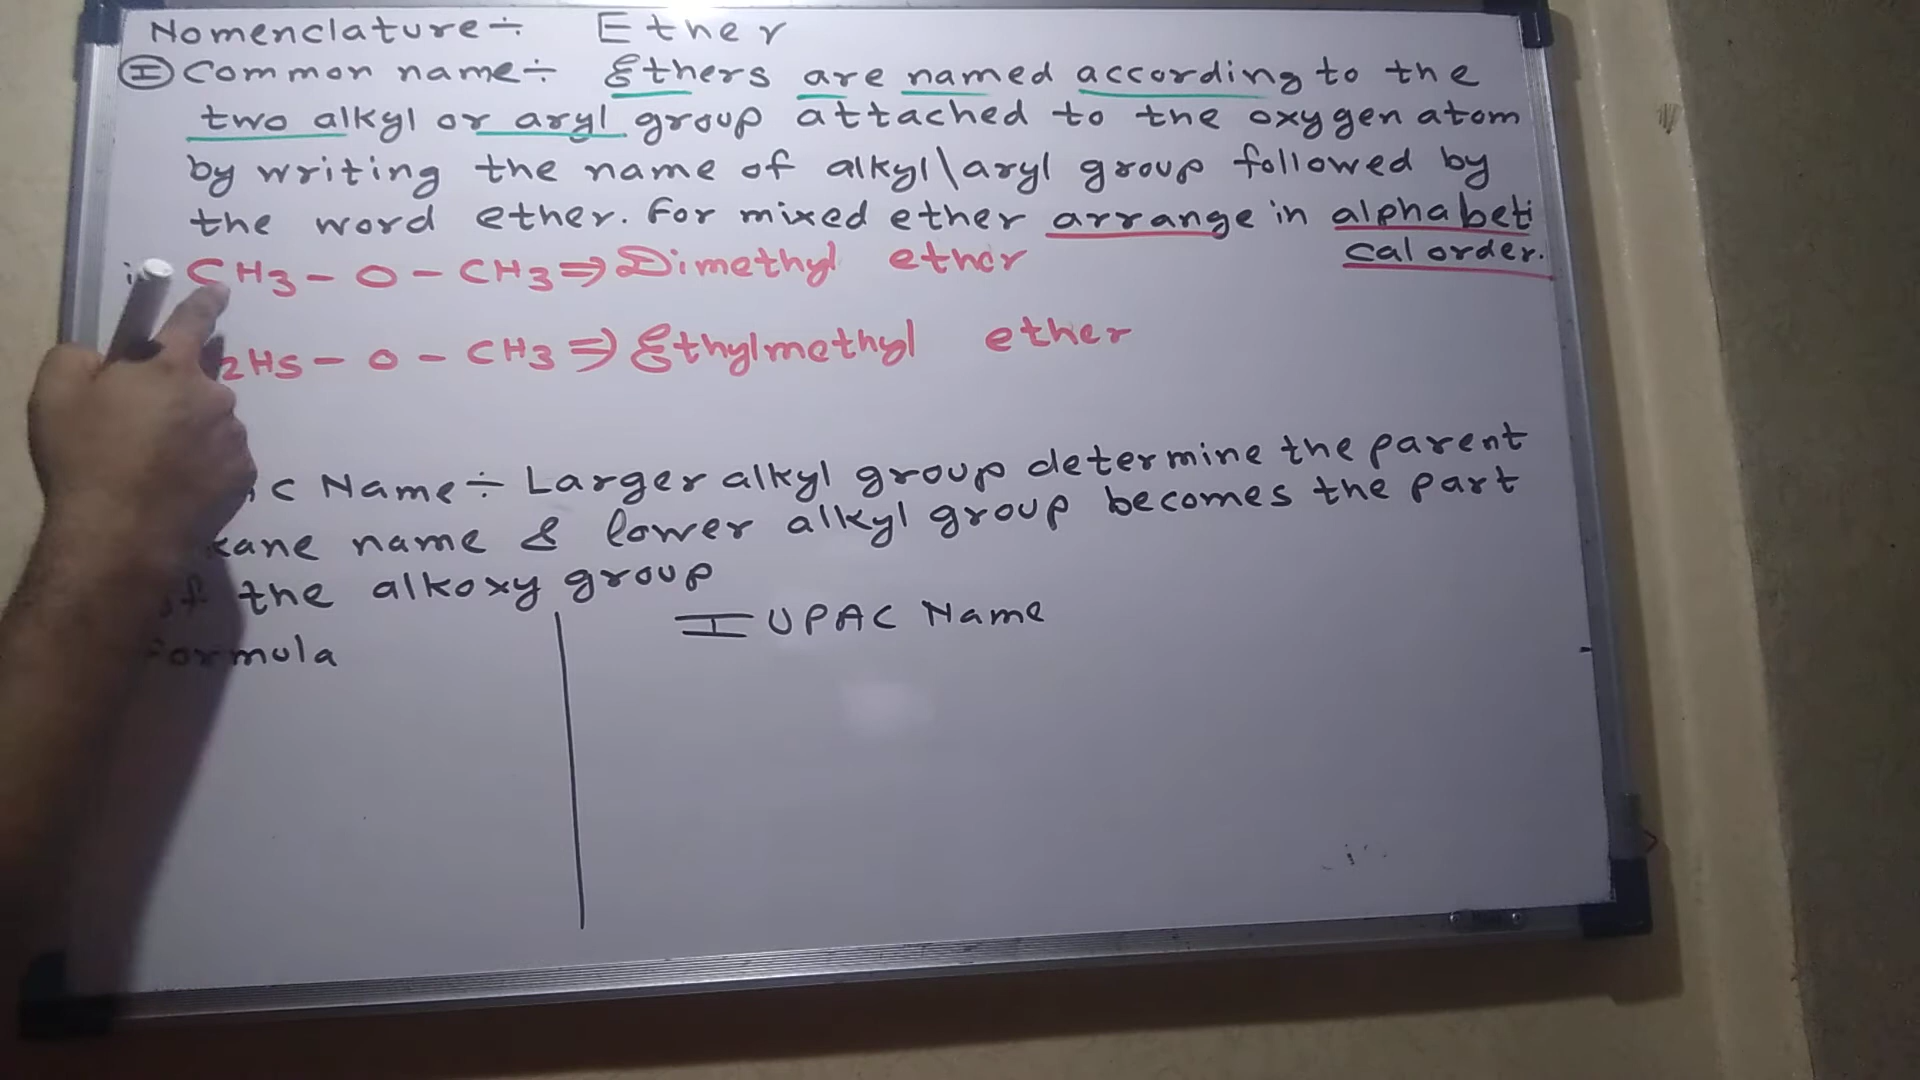 Nomenclature ÷ Ether
I Common name ÷ Ethers are named according to the
two alkyl or aryl group attached to the oxygen atom
by writing the name of alkyl\aryl group followed by
the word ether. For mixed ether arrange in alphabeti
cal order.
CH3 - O - CH3 ⇒ Dimethyl ether
2H5 - O - CH3 ⇒ Ethylmethyl ether
C Name ÷ Larger alkyl group determine the parent
kane name & lower alkyl group becomes the part
of the alkoxy group
Formula IUPAC Name